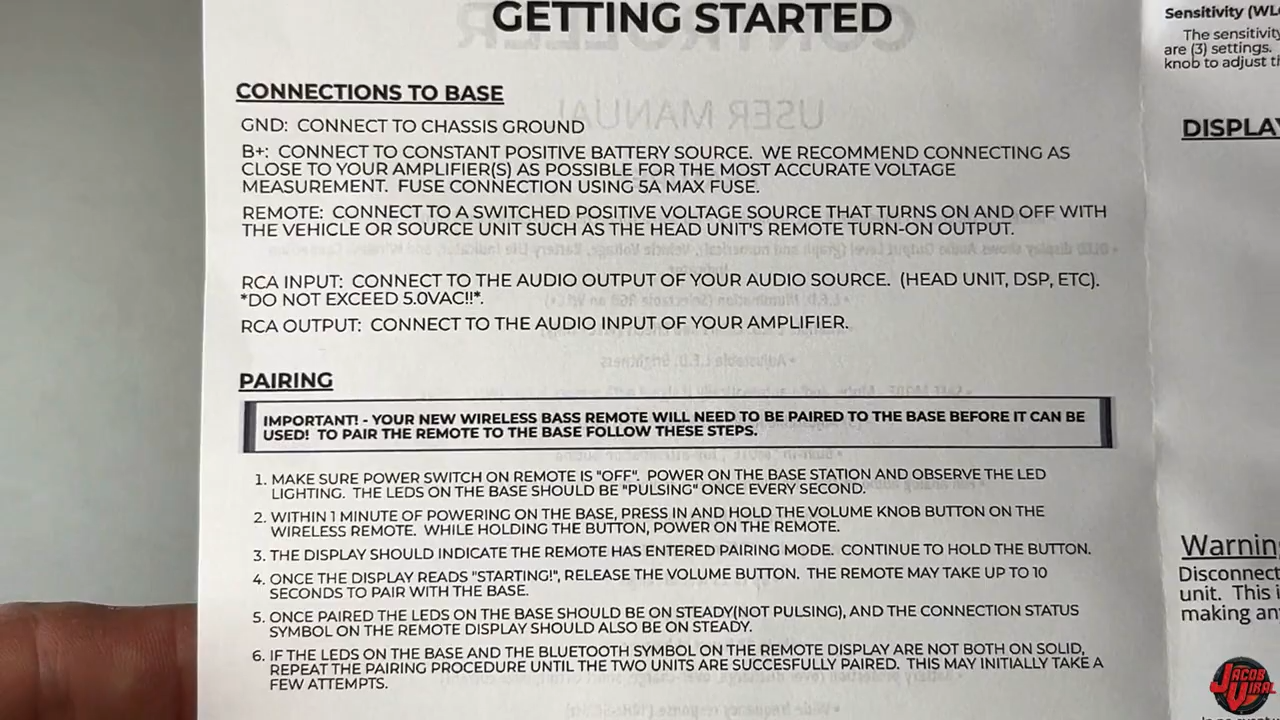 GETTING STARTED
CONNECTIONS TO BASE
GND: CONNECT TO CHASSIS GROUND
B+: CONNECT TO CONSTANT POSITIVE BATTERY SOURCE. WE RECOMMEND CONNECTING AS
CLOSE TO YOUR AMPLIFIER(S) AS POSSIBLE FOR THE MOST ACCURATE VOLTAGE
MEASUREMENT. FUSE CONNECTION USING 5A MAX FUSE.
REMOTE: CONNECT TO A SWITCHED POSITIVE VOLTAGE SOURCE THAT TURNS ON AND OFF WITH
THE VEHICLE OR SOURCE UNIT SUCH AS THE HEAD UNIT'S REMOTE TURN-ON OUTPUT.
RCA INPUT: CONNECT TO THE AUDIO OUTPUT OF YOUR AUDIO SOURCE. (HEAD UNIT, DSP, ETC).
*DO NOT EXCEED 5.0VAC!!*.
RCA OUTPUT: CONNECT TO THE AUDIO INPUT OF YOUR AMPLIFIER.
PAIRING
IMPORTANT! - YOUR NEW WIRELESS BASS REMOTE WILL NEED TO BE PAIRED TO THE BASE BEFORE IT CAN BE
USED! TO PAIR THE REMOTE TO THE BASE FOLLOW THESE STEPS.
1. MAKE SURE POWER SWITCH ON REMOTE IS "OFF". POWER ON THE BASE STATION AND OBSERVE THE LED
LIGHTING. THE LEDS ON THE BASE SHOULD BE "PULSING" ONCE EVERY SECOND.
2. WITHIN 1 MINUTE OF POWERING ON THE BASE, PRESS IN AND HOLD THE VOLUME KNOB BUTTON ON THE
WIRELESS REMOTE. WHILE HOLDING THE BUTTON, POWER ON THE REMOTE.
3. THE DISPLAY SHOULD INDICATE THE REMOTE HAS ENTERED PAIRING MODE. CONTINUE TO HOLD THE BUTTON.
4. ONCE THE DISPLAY READS "STARTING!", RELEASE THE VOLUME BUTTON. THE REMOTE MAY TAKE UP TO 10
SECONDS TO PAIR WITH THE BASE.
5. ONCE PAIRED THE LEDS ON THE BASE SHOULD BE ON STEADY(NOT PULSING), AND THE CONNECTION STATUS
SYMBOL ON THE REMOTE DISPLAY SHOULD ALSO BE ON STEADY.
6. IF THE LEDS ON THE BASE AND THE BLUETOOTH SYMBOL ON THE REMOTE DISPLAY ARE NOT BOTH ON SOLID,
REPEAT THE PAIRING PROCEDURE UNTIL THE TWO UNITS ARE SUCCESFULLY PAIRED. THIS MAY INITIALLY TAKE A
FEW ATTEMPTS.
Sensitivity (WL
The sensitivity
are (3) settings.
knob to adjust th
DISPLAY
Warnin
Disconnect
unit. This i
making an
JACOB
VIRAL